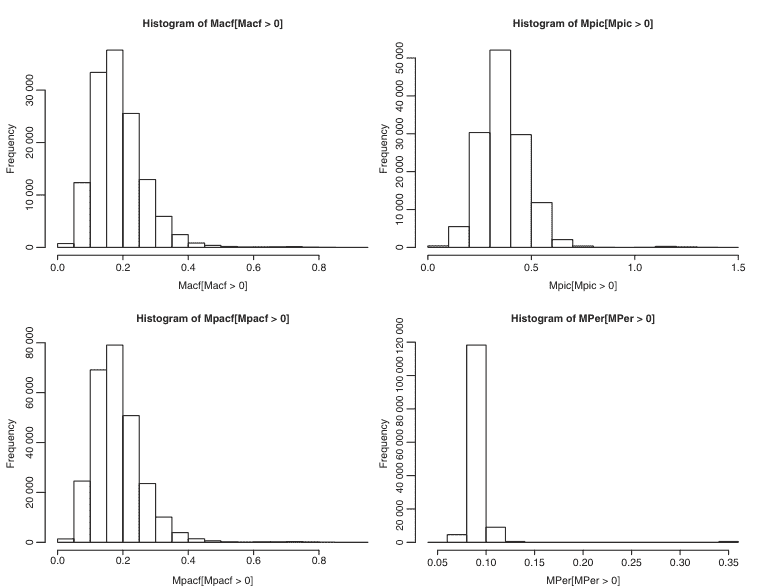 Histogram of Macf[Macf > 0]
Frequency
30 000
20 000
10 000
0
0.0 0.2 0.4 0.6 0.8
Macf[Macf > 0]
Histogram of Mpic[Mpic > 0]
Frequency
50 000
40 000
30 000
20 000
10 000
0
0.0 0.5 1.0 1.5
Mpic[Mpic > 0]
Histogram of Mpacf[Mpacf > 0]
Frequency
80 000
60 000
40 000
20 000
0
0.0 0.2 0.4 0.6 0.8
Mpacf[Mpacf > 0]
Histogram of MPer[MPer > 0]
Frequency
120 000
100 000
80 000
60 000
40 000
20 000
0
0.05 0.10 0.15 0.20 0.25 0.30 0.35
MPer[MPer > 0]